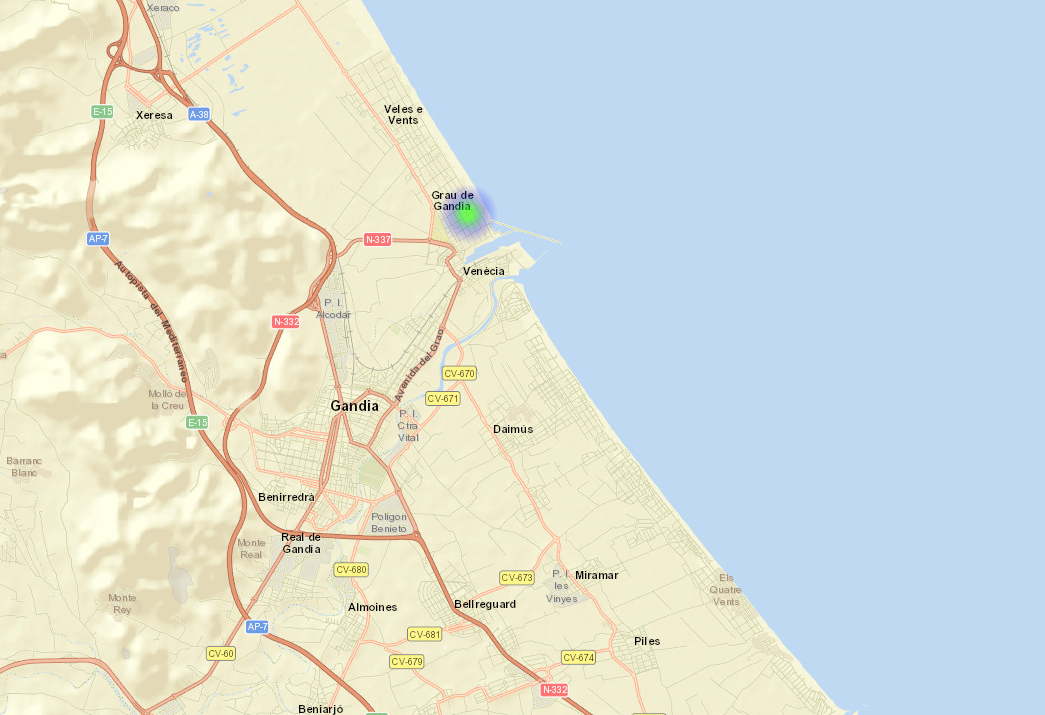 Xeraco
E-15
Xeresa
A-38
Veles e
Vents
Grau de
Gandia
AP-7
N-337
Venècia
P. I.
Alcodar
N-332
Autopista del Mediterráneo
Avenida del Grau
CV-670
CV-671
Molló de
la Creu
Gandia
P. I.
Ctra
Vital
E-15
Daimús
Barranc
Blanc
Benirredrà
Polígon
Benieto
Real de
Gandia
Monte
Real
CV-680
CV-673
P. I.
les
Vinyes
Miramar
Els
Quatre
Vents
Monte
Rey
Almoines
Bellreguard
AP-7
CV-681
Piles
CV-60
CV-679
CV-674
N-332
Beniarjó